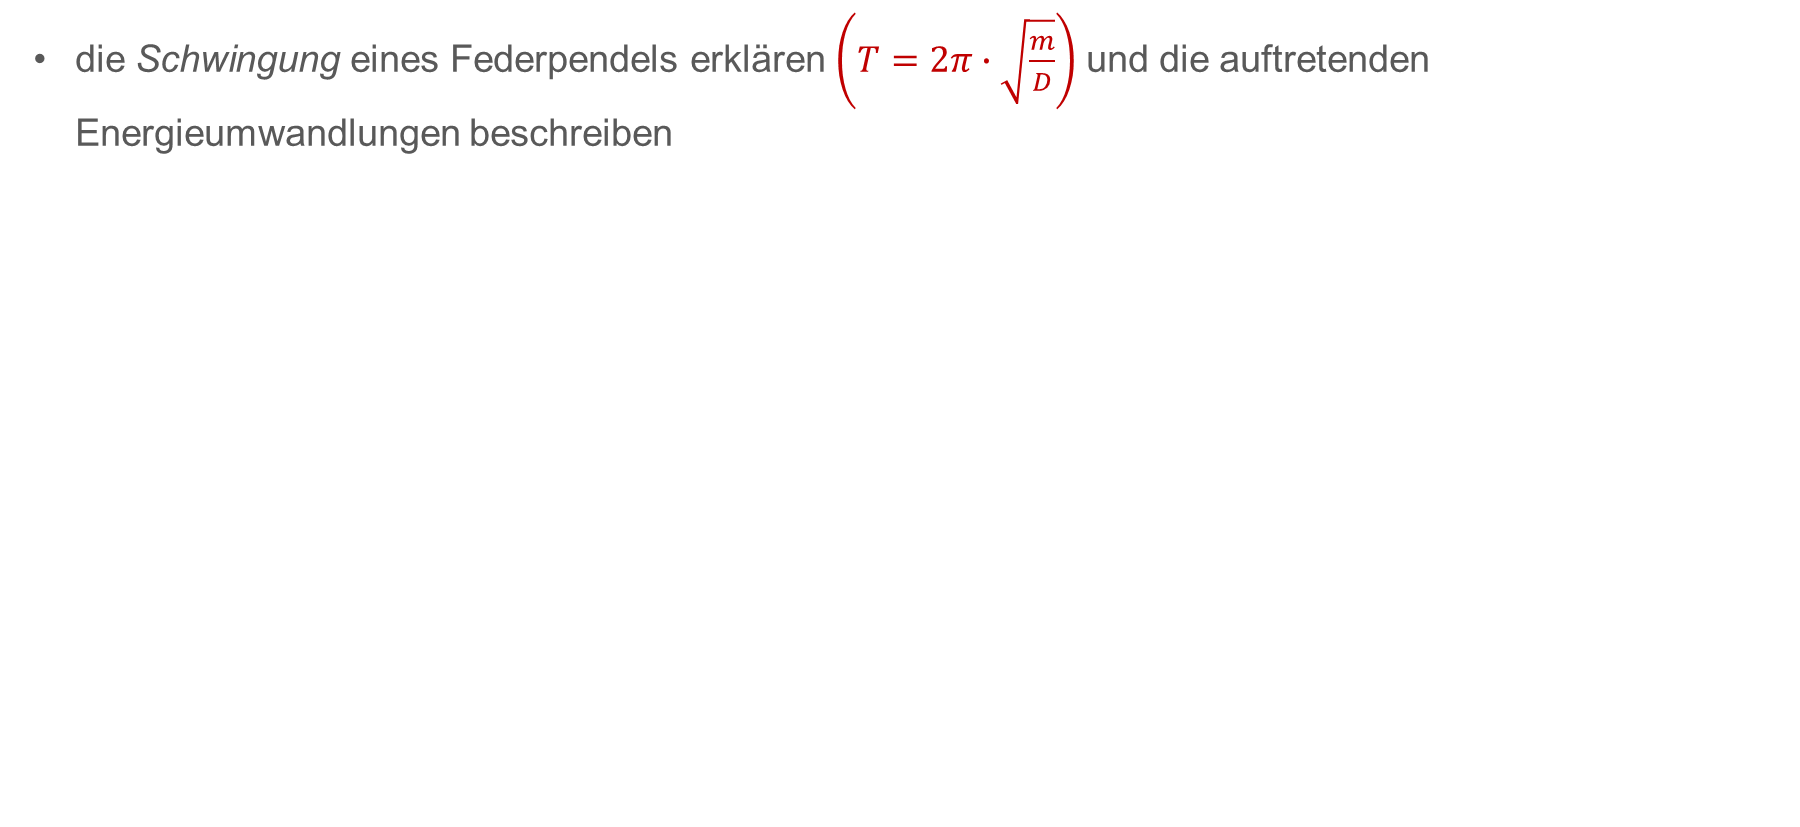 • die Schwingung eines Federpendels erklären (T = 2π · √(m/D)) und die auftretenden
Energieumwandlungen beschreiben